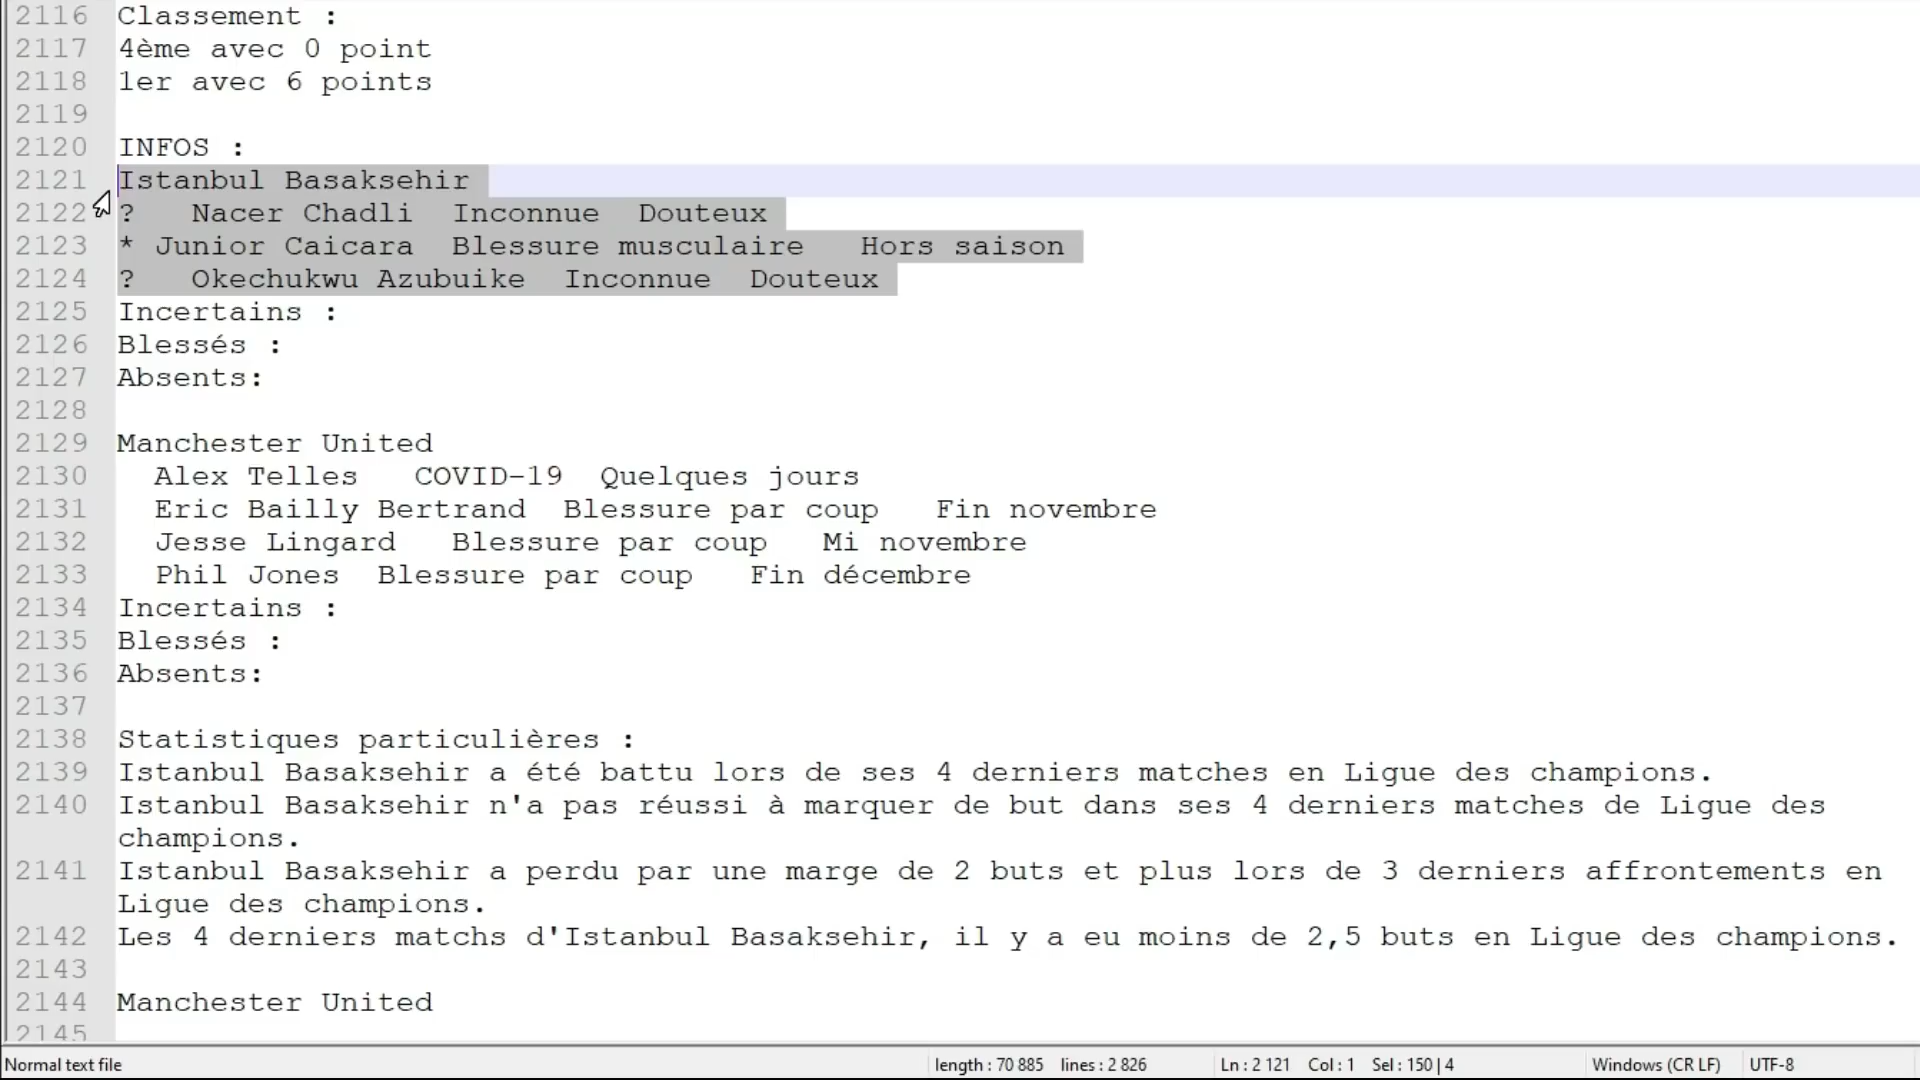 2116 Classement :
2117 4ème avec 0 point
2118 1er avec 6 points
2119
2120 INFOS :
2121 Istanbul Basaksehir
2122 ? Nacer Chadli Inconnue Douteux
2123 * Junior Caicara Blessure musculaire Hors saison
2124 ? Okechukwu Azubuike Inconnue Douteux
2125 Incertains :
2126 Blessés :
2127 Absents:
2128
2129 Manchester United
2130 Alex Telles COVID-19 Quelques jours
2131 Eric Bailly Bertrand Blessure par coup Fin novembre
2132 Jesse Lingard Blessure par coup Mi novembre
2133 Phil Jones Blessure par coup Fin décembre
2134 Incertains :
2135 Blessés :
2136 Absents:
2137
2138 Statistiques particulières :
2139 Istanbul Basaksehir a été battu lors de ses 4 derniers matches en Ligue des champions.
2140 Istanbul Basaksehir n'a pas réussi à marquer de but dans ses 4 derniers matches de Ligue des
champions.
2141 Istanbul Basaksehir a perdu par une marge de 2 buts et plus lors de 3 derniers affrontements en
Ligue des champions.
2142 Les 4 derniers matchs d'Istanbul Basaksehir, il y a eu moins de 2,5 buts en Ligue des champions.
2143
2144 Manchester United
2145
Normal text file length : 70 885 lines : 2 826 Ln : 2 121 Col : 1 Sel : 150 | 4 Windows (CR LF) UTF-8